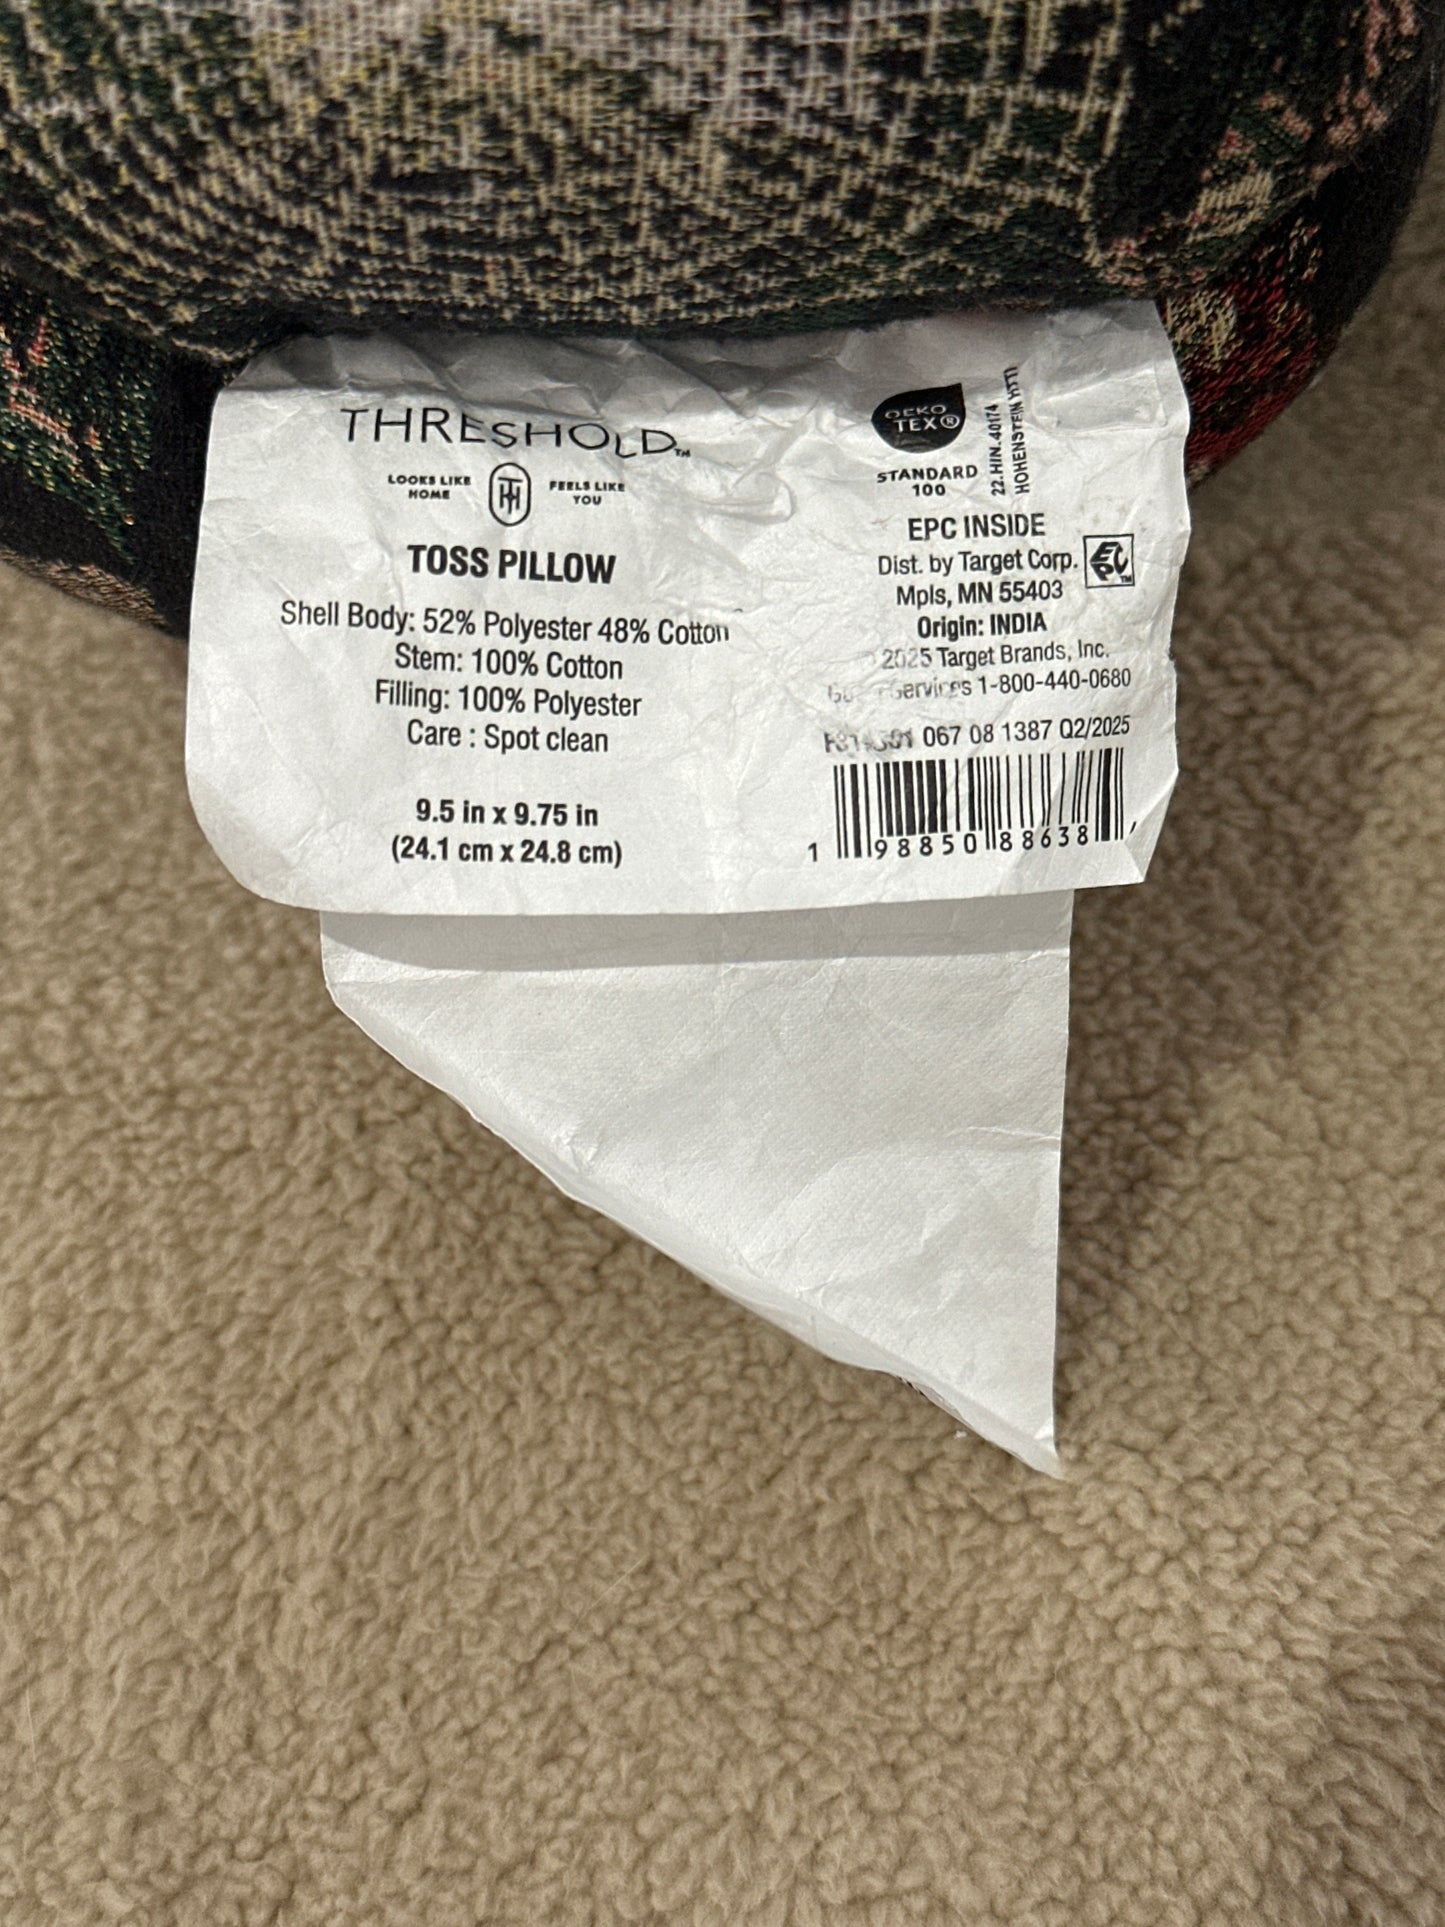 THRESHOLD™
LOOKS LIKE HOME
TH
FEELS LIKE YOU
TOSS PILLOW
Shell Body: 52% Polyester 48% Cotton
Stem: 100% Cotton
Filling: 100% Polyester
Care : Spot clean
9.5 in x 9.75 in
(24.1 cm x 24.8 cm)
OEKO
TEX®
STANDARD
100
22.HIN.40174
HOHENSTEIN HTTI
EPC INSIDE
Dist. by Target Corp.
EPC™
Mpls, MN 55403
Origin: INDIA
2025 Target Brands, Inc.
Services 1-800-440-0680
067 08 1387 Q2/2025
1 98850 88638